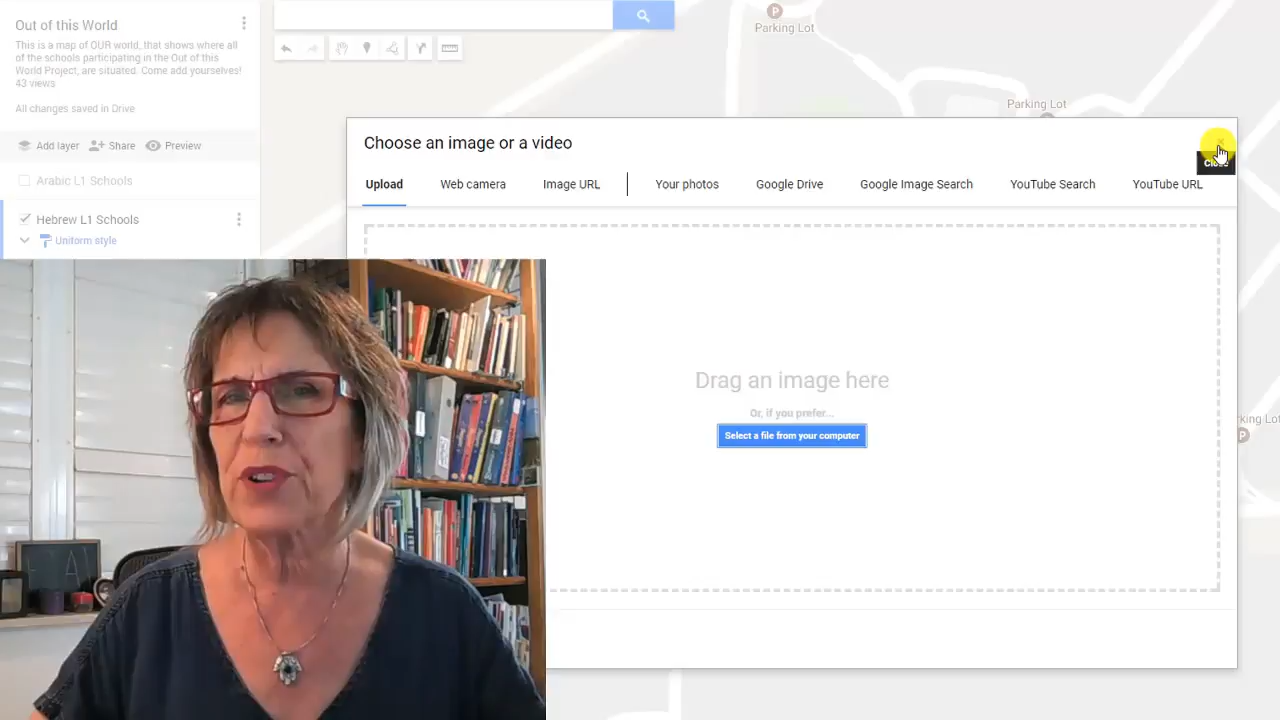 Out of this World
This is a map of OUR world, that shows where all
of the schools participating in the Out of this
World Project, are situated. Come add yourselves!
43 views
All changes saved in Drive
Add layer Share Preview
Arabic L1 Schools
Hebrew L1 Schools
Uniform style
P
Parking Lot
Parking Lot
Choose an image or a video
Upload Web camera Image URL Your photos Google Drive Google Image Search YouTube Search YouTube URL
Drag an image here
Or, if you prefer...
Select a file from your computer
P